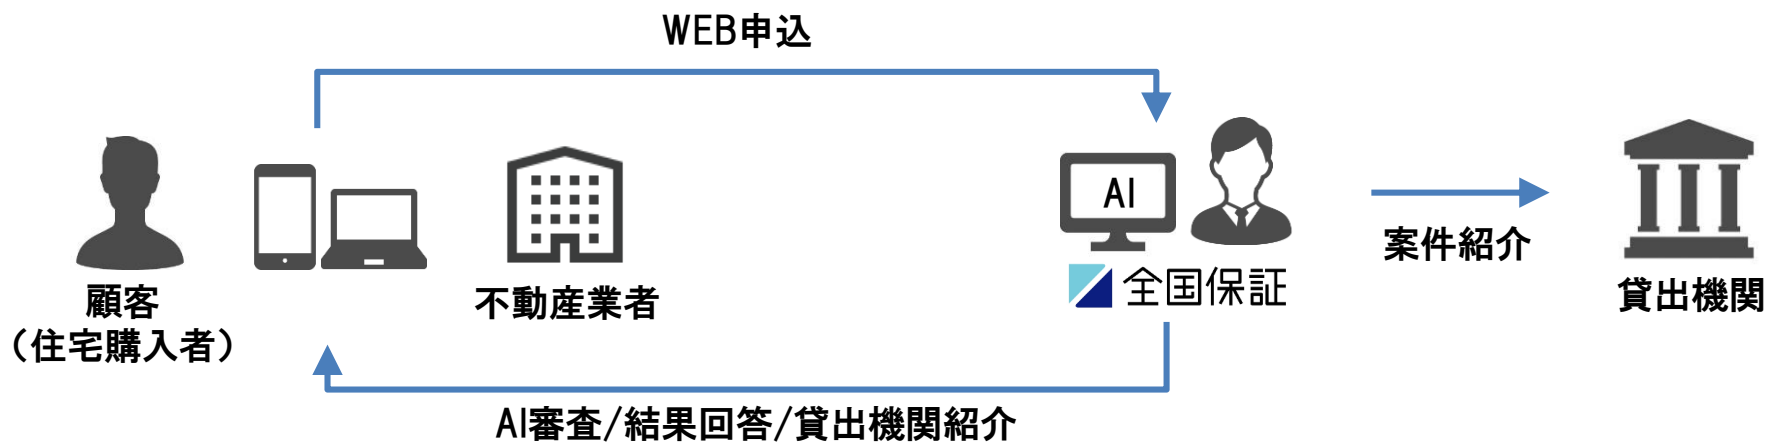 WEB申込
AI
全国保証
案件紹介
顧客
（住宅購入者）
不動産業者
貸出機関
AI審査/結果回答/貸出機関紹介